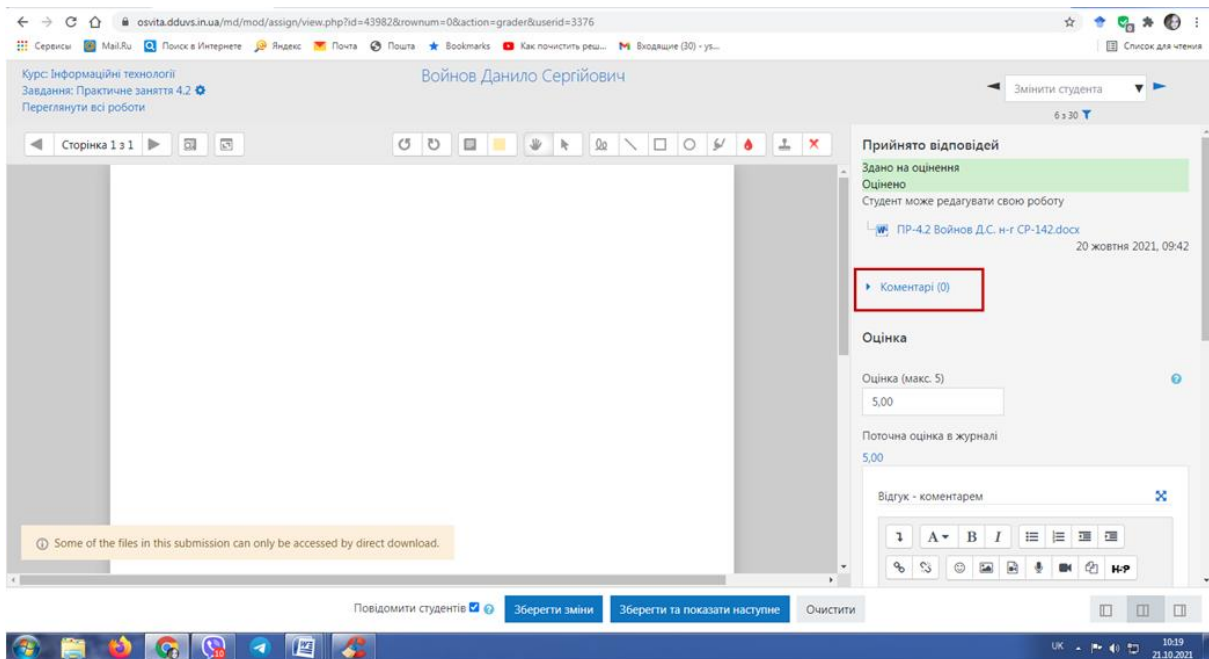 osvita.dduvs.in.ua/md/mod/assign/view.php?id=43982&rownum=0&action=grader&userid=3376
Сервисы Mail.Ru Поиск в Интернете Яндекс Почта Пошта Bookmarks Как почистить реш... Входящие (30) - ys... Список для чтения
Курс: Інформаційні технології
Завдання: Практичне заняття 4.2
Переглянути всі роботи
Войнов Данило Сергійович
Змінити студента
6 з 30
Сторінка 1 з 1
Прийнято відповідей
Здано на оцінення
Оцінено
Студент може редагувати свою роботу
ПР-4.2 Войнов Д.С. н-г СР-142.docx
20 жовтня 2021, 09:42
Коментарі (0)
Оцінка
Оцінка (макс. 5)
5,00
Поточна оцінка в журналі
5,00
Відгук - коментарем
A B I
H-P
Some of the files in this submission can only be accessed by direct download.
Повідомити студентів Зберегти зміни Зберегти та показати наступне Очистити
10
UK 10:19
21.10.2021